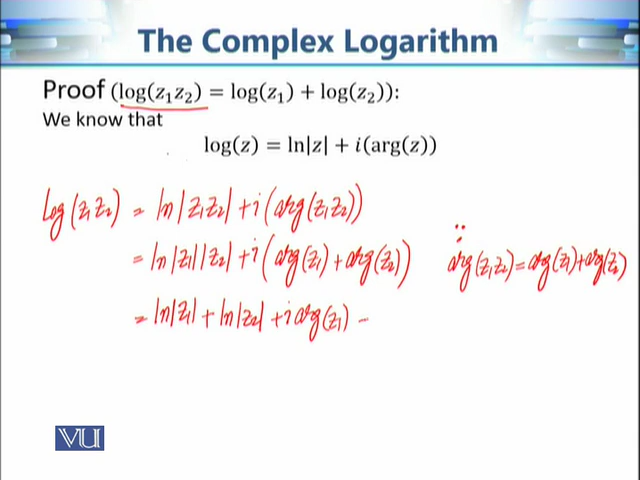 The Complex Logarithm
Proof (log(z₁z₂) = log(z₁) + log(z₂)):
We know that
log(z) = ln|z| + i(arg(z))
log(z₁z₂) = ln|z₁z₂| + i(arg(z₁z₂))
= ln|z₁||z₂| + i(arg(z₁) + arg(z₂))
∵ arg(z₁z₂) = arg(z₁) + arg(z₂)
= ln|z₁| + ln|z₂| + i arg(z₁) –
VU